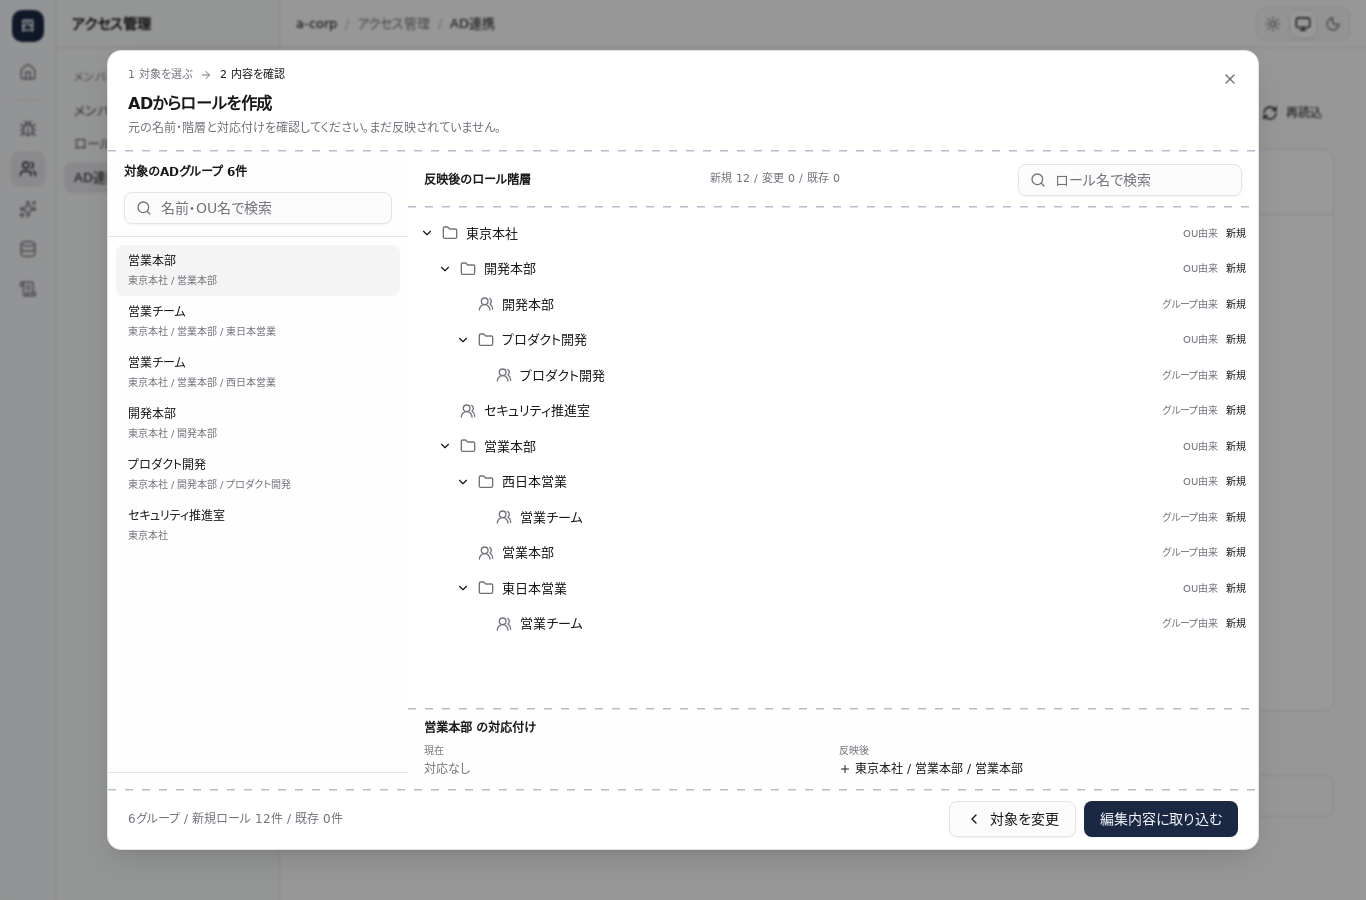 アクセス管理
a-corp / アクセス管理 / AD連携
再読込
1 対象を選ぶ → 2 内容を確認
ADからロールを作成
元の名前・階層と対応付けを確認してください。まだ反映されていません。
対象のADグループ 6件
名前・OU名で検索
営業本部
東京本社 / 営業本部
営業チーム
東京本社 / 営業本部 / 東日本営業
営業チーム
東京本社 / 営業本部 / 西日本営業
開発本部
東京本社 / 開発本部
プロダクト開発
東京本社 / 開発本部 / プロダクト開発
セキュリティ推進室
東京本社
反映後のロール階層
新規 12 / 変更 0 / 既存 0
ロール名で検索
東京本社 OU由来 新規
開発本部 OU由来 新規
開発本部 グループ由来 新規
プロダクト開発 OU由来 新規
プロダクト開発 グループ由来 新規
セキュリティ推進室 グループ由来 新規
営業本部 OU由来 新規
西日本営業 OU由来 新規
営業チーム グループ由来 新規
営業本部 グループ由来 新規
東日本営業 OU由来 新規
営業チーム グループ由来 新規
営業本部 の対応付け
現在
対応なし
反映後
+ 東京本社 / 営業本部 / 営業本部
6グループ / 新規ロール 12件 / 既存 0件
対象を変更
編集内容に取り込む